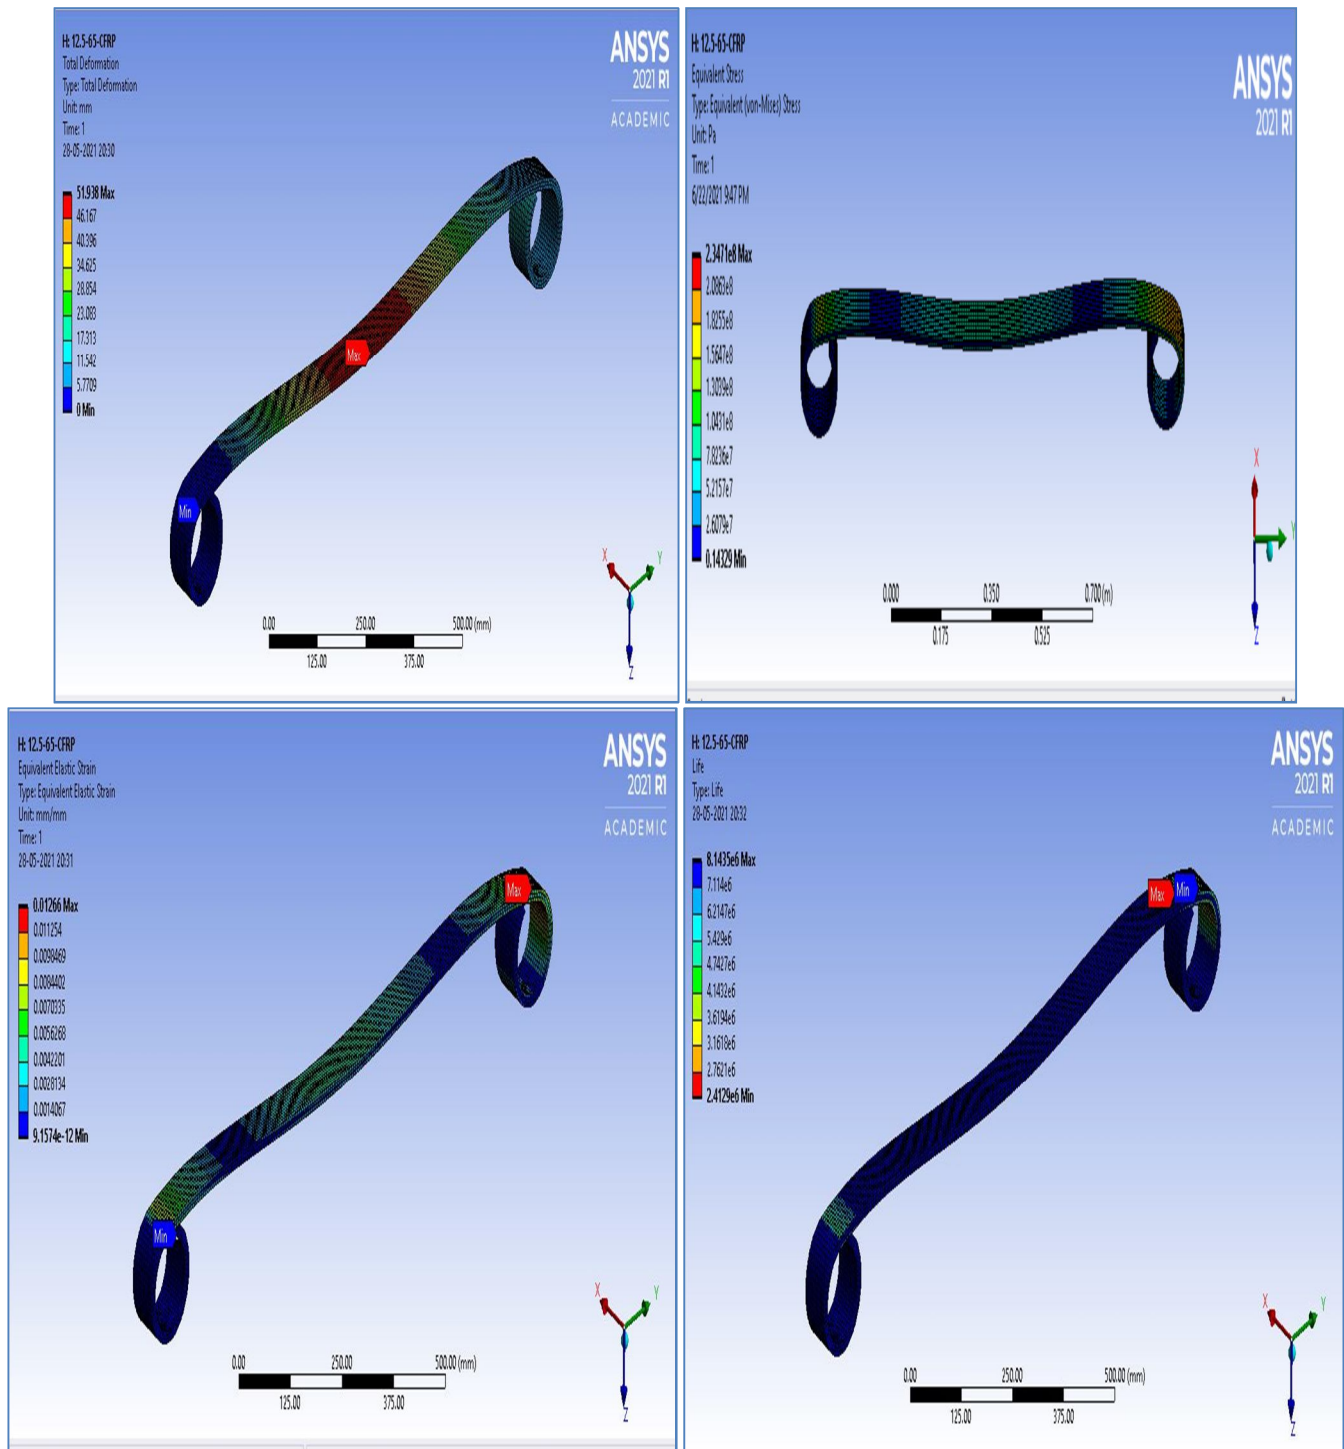 H: 12.5-65-CFRP
Total Deformation
Type: Total Deformation
Unit: mm
Time: 1
28-05-2021 20:30
ANSYS
2021 R1
ACADEMIC
51.938 Max
46.167
40.396
34.625
28.854
23.083
17.313
11.542
5.7709
0 Min
Max
Min
X
Y
Z
0.00
250.00
500.00 (mm)
125.00
375.00
H: 12.5-65-CFRP
Equivalent Stress
Type: Equivalent (von-Mises) Stress
Unit: Pa
Time: 1
6/22/2021 9:47 PM
ANSYS
2021 R1
2.3471e8 Max
2.0863e8
1.8255e8
1.5647e8
1.3039e8
1.0431e8
7.8236e7
5.2157e7
2.6079e7
0.14329 Min
X
Y
Z
0.000
0.350
0.700 (m)
0.175
0.525
H: 12.5-65-CFRP
Equivalent Elastic Strain
Type: Equivalent Elastic Strain
Unit: mm/mm
Time: 1
28-05-2021 20:31
ANSYS
2021 R1
ACADEMIC
0.01266 Max
0.011254
0.0098469
0.0084402
0.0070335
0.0056268
0.0042201
0.0028134
0.0014067
9.1574e-12 Min
Max
Min
X
Y
Z
0.00
250.00
500.00 (mm)
125.00
375.00
H: 12.5-65-CFRP
Life
Type: Life
28-05-2021 20:32
ANSYS
2021 R1
ACADEMIC
8.1435e6 Max
7.114e6
6.2147e6
5.429e6
4.7427e6
4.1432e6
3.6194e6
3.1618e6
2.7621e6
2.4129e6 Min
Max
Min
X
Y
Z
0.00
250.00
500.00 (mm)
125.00
375.00